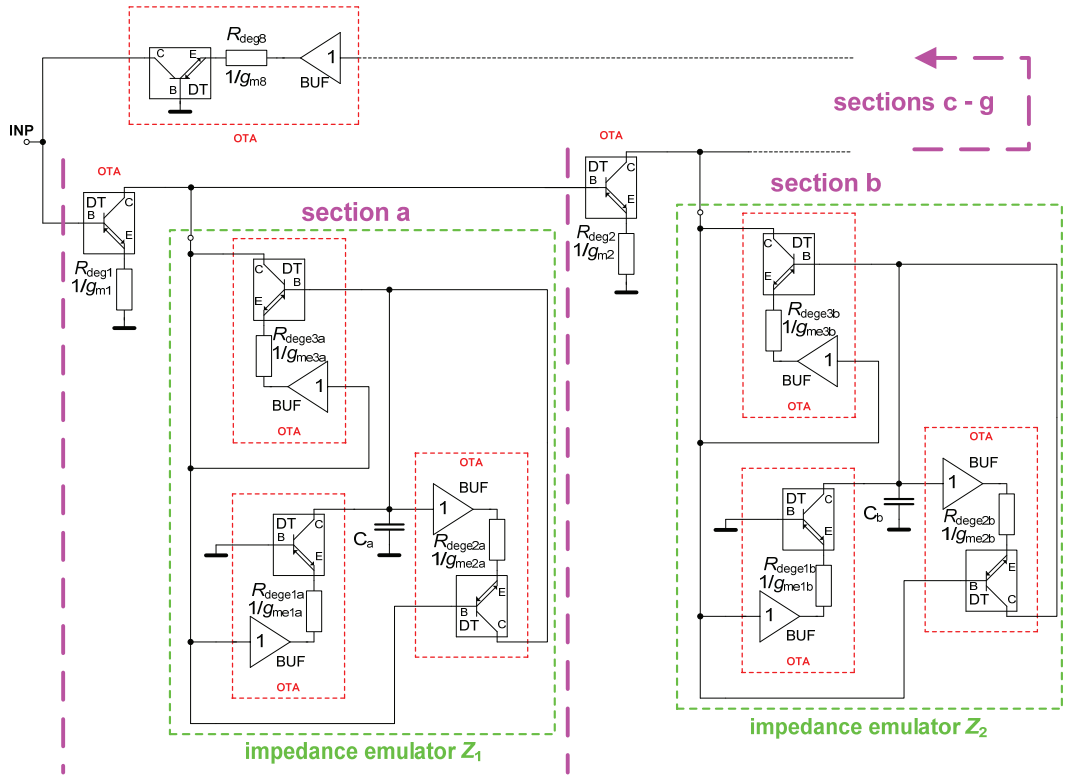 R_deg8
C E
1
1/g_m8
B DT
BUF
OTA
sections c - g
INP
OTA
DT
B C
E
R_deg1
1/g_m1
section a
OTA
DT
B C
E
R_deg2
1/g_m2
section b
C DT
B
E
R_dege3a
1/g_me3a
1
BUF
OTA
DT
B C
E
R_dege1a
1/g_me1a
1
BUF
OTA
C_a
OTA
BUF
1
R_dege2a
1/g_me2a
E
B
DT C
impedance emulator Z_1
C DT
B
E
R_dege3b
1/g_me3b
1
BUF
OTA
DT
B C
E
R_dege1b
1/g_me1b
1
BUF
OTA
C_b
OTA
BUF
1
R_dege2b
1/g_me2b
E
B
DT C
impedance emulator Z_2